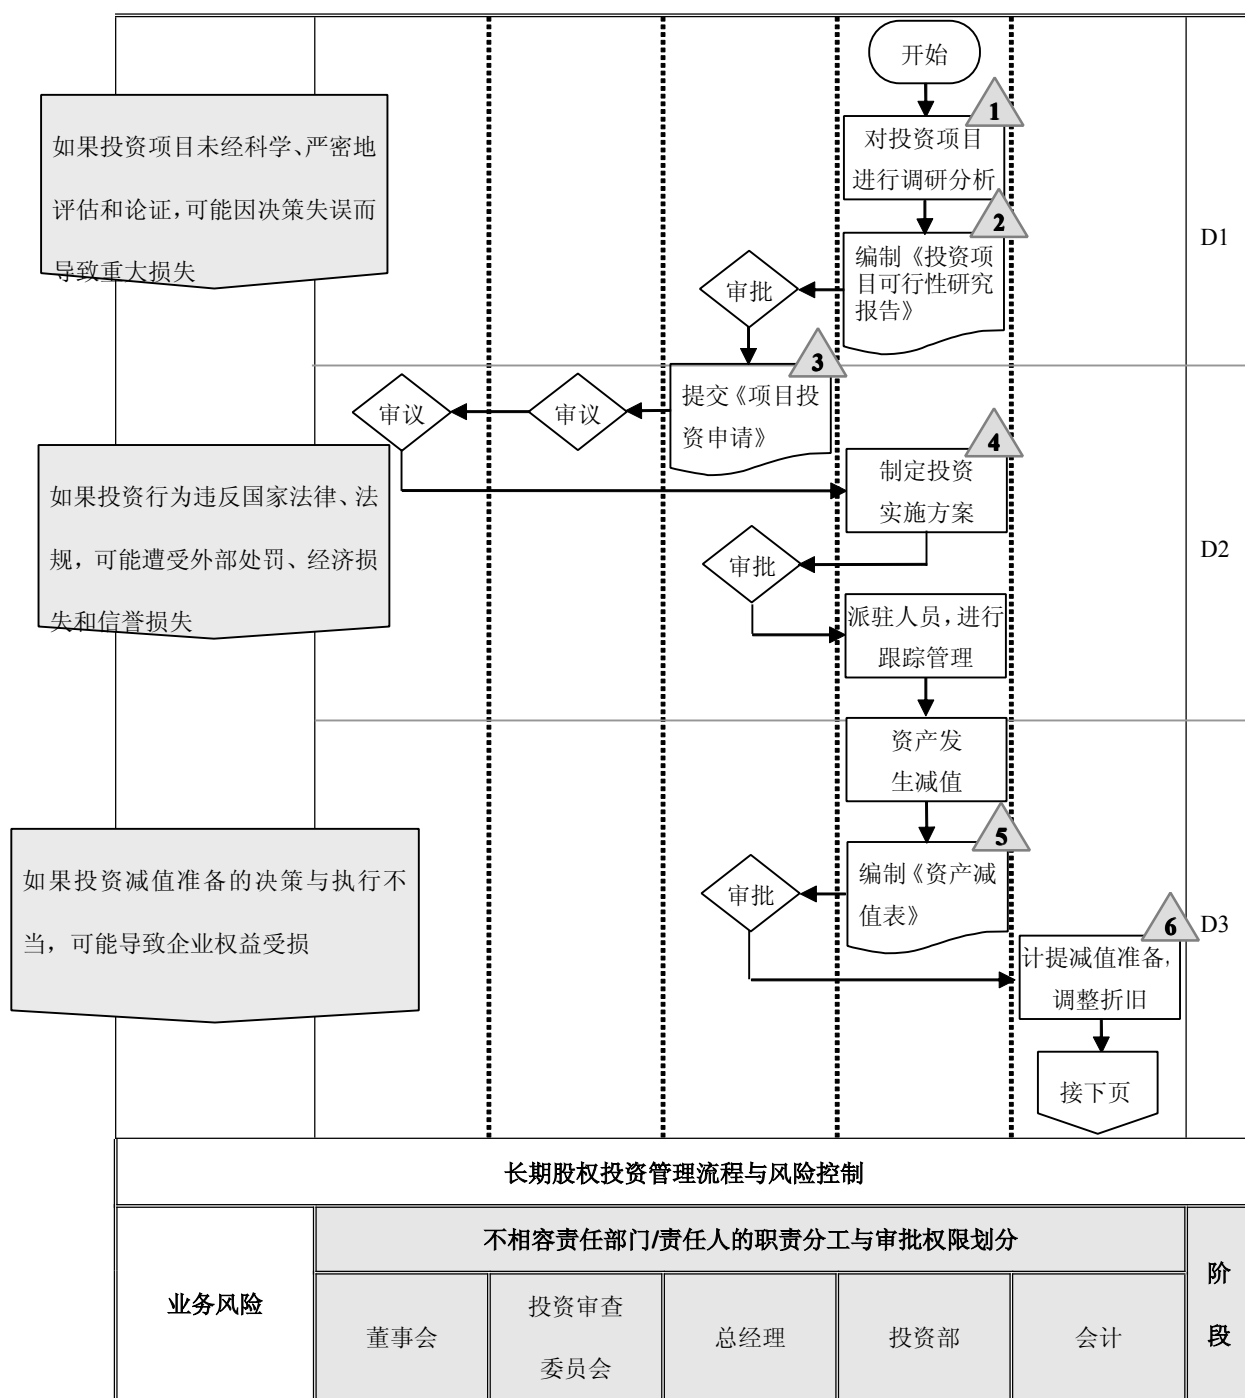 开始
1
对投资项目
进行调研分析
如果投资项目未经科学、严密地
评估和论证，可能因决策失误而
导致重大损失
2
编制《投资项
目可行性研究
报告》
审批
D1
3
提交《项目投
资申请》
审议
审议
4
制定投资
实施方案
如果投资行为违反国家法律、法
规，可能遭受外部处罚、经济损
失和信誉损失
审批
D2
派驻人员，进行
跟踪管理
资产发
生减值
5
编制《资产减
值表》
审批
如果投资减值准备的决策与执行不
当，可能导致企业权益受损
6
D3
计提减值准备，
调整折旧
接下页
长期股权投资管理流程与风险控制
业务风险
不相容责任部门/责任人的职责分工与审批权限划分
阶
段
董事会
投资审查
委员会
总经理
投资部
会计